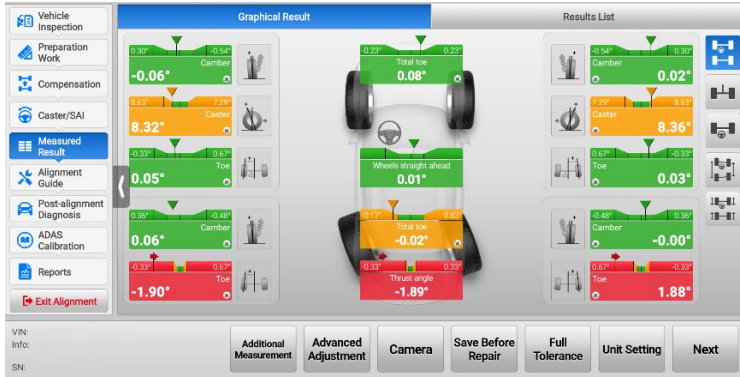 Graphical Result
Results List
Vehicle
Inspection
Preparation
Work
Compensation
Caster/SAI
Measured
Result
Alignment
Guide
Post-alignment
Diagnosis
ADAS
Calibration
Reports
Exit Alignment
0.30° -0.54°
Camber
-0.06°
8.63° 7.29°
Caster
8.32°
-0.33° 0.67°
Toe
0.05°
0.36° -0.48°
Camber
0.06°
-0.33° 0.67°
Toe
-1.90°
-0.23° 0.23°
Total toe
0.08°
Wheels straight ahead
0.01°
-0.17° 0.83°
Total toe
-0.02°
-0.33° 0.33°
Thrust angle
-1.89°
-0.54° 0.30°
Camber
0.02°
7.29° 8.63°
Caster
8.36°
0.67° -0.33°
Toe
0.03°
-0.48° 0.36°
Camber
-0.00°
0.67° -0.33°
Toe
1.88°
VIN:
Info:
SN:
Additional
Measurement
Advanced
Adjustment
Camera
Save Before
Repair
Full
Tolerance
Unit Setting
Next